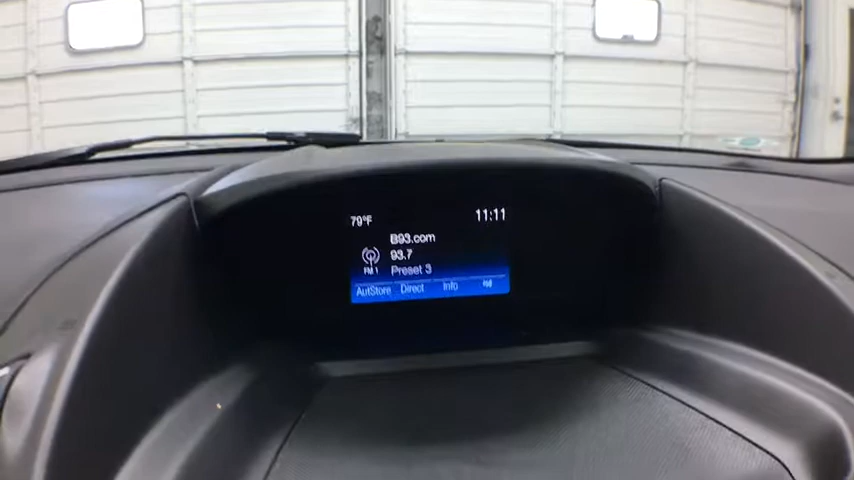 79°F 11:11
B93.com
93.7
FM 1 Preset 3
AutStore Direct Info